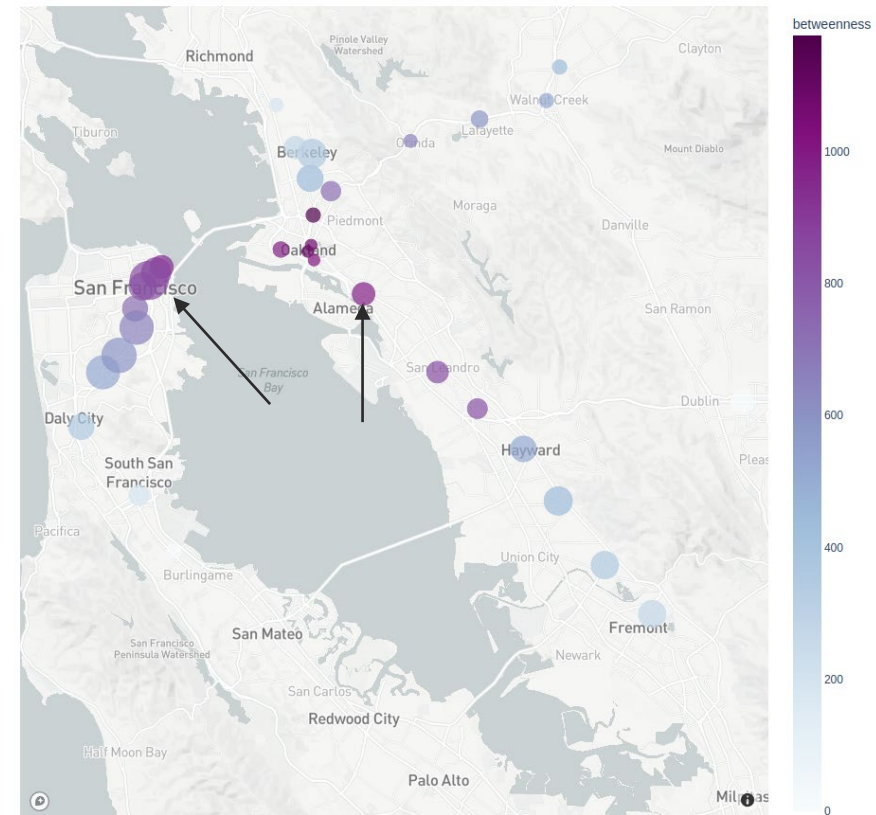 betweenness
Pinole Valley
Watershed
Clayton
Richmond
Walnut Creek
Tiburon
Lafayette
Orinda
Berkeley
Mount Diablo
1000
Moraga
Piedmont
Danville
Oakland
800
San Francisco
Alameda
San Ramon
San Francisco
Bay
San Leandro
Dublin
600
Daly City
Hayward
Pleas
South San
Francisco
Pacifica
400
Union City
Burlingame
San Mateo
Fremont
San Francisco
Peninsula Watershed
Newark
200
San Carlos
Redwood City
Half Moon Bay
Palo Alto
Milpitas
0